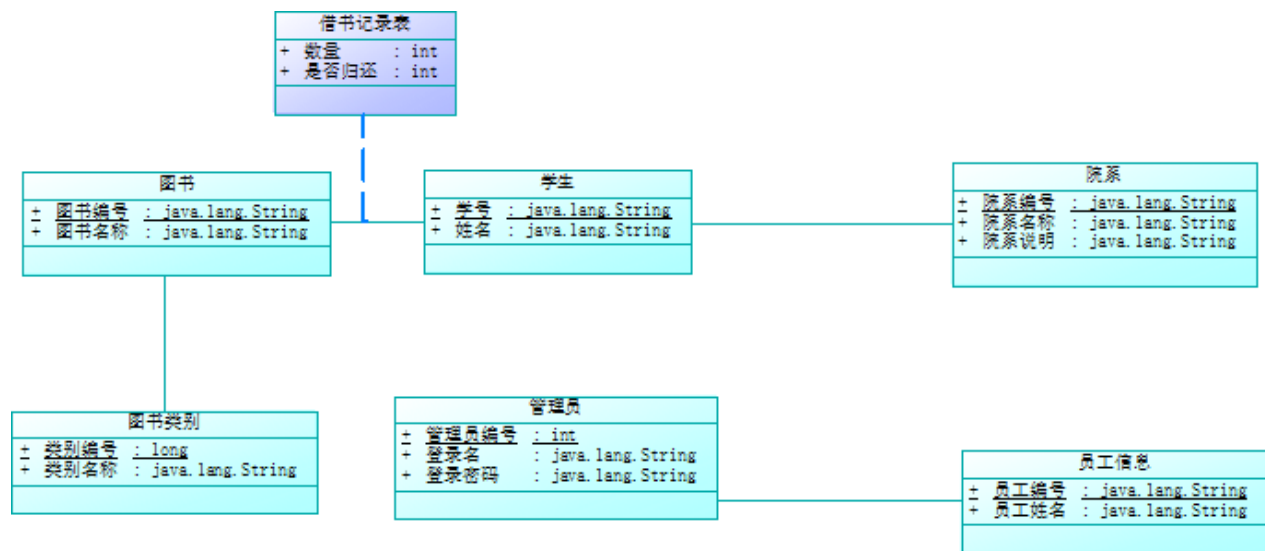 借书记录表
+ 数量 : int
+ 是否归还 : int
图书
+ 图书编号 : java.lang.String
+ 图书名称 : java.lang.String
学生
+ 学号 : java.lang.String
+ 姓名 : java.lang.String
院系
+ 院系编号 : java.lang.String
+ 院系名称 : java.lang.String
+ 院系说明 : java.lang.String
图书类别
+ 类别编号 : long
+ 类别名称 : java.lang.String
管理员
+ 管理员编号 : int
+ 登录名 : java.lang.String
+ 登录密码 : java.lang.String
员工信息
+ 员工编号 : java.lang.String
+ 员工姓名 : java.lang.String